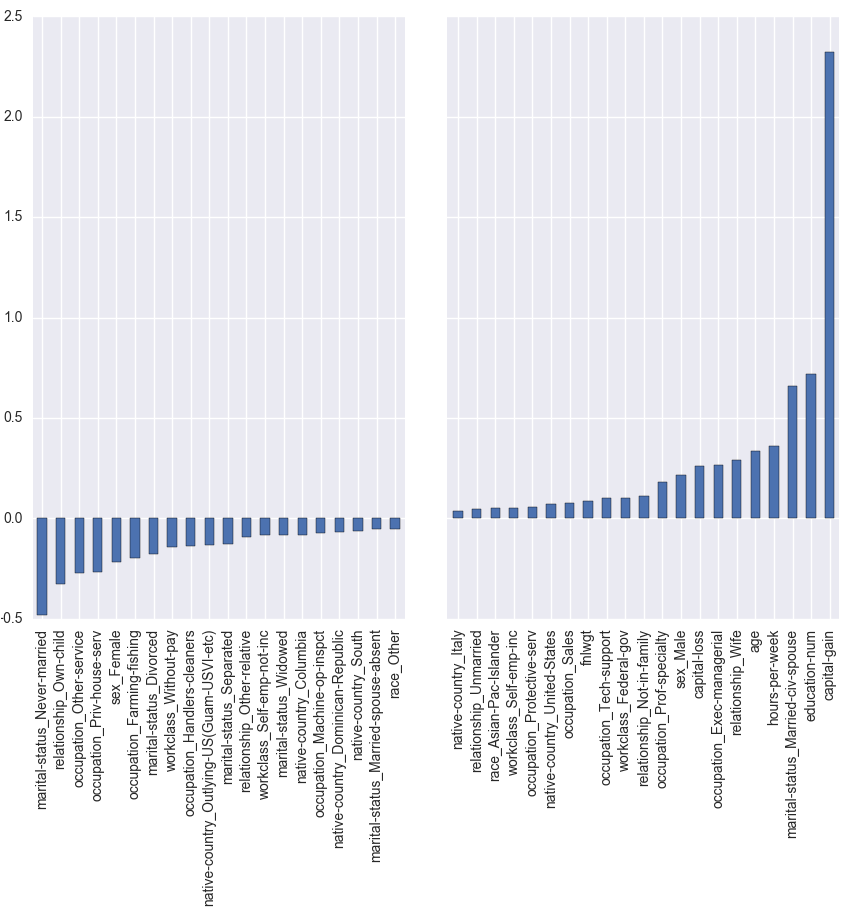 2.5
2.0
1.5
1.0
0.5
0.0
-0.5
marital-status_Never-married
relationship_Own-child
occupation_Other-service
occupation_Priv-house-serv
sex_Female
occupation_Farming-fishing
marital-status_Divorced
workclass_Without-pay
occupation_Handlers-cleaners
native-country_Outlying-US(Guam-USVI-etc)
marital-status_Separated
relationship_Other-relative
workclass_Self-emp-not-inc
marital-status_Widowed
native-country_Columbia
occupation_Machine-op-inspct
native-country_Dominican-Republic
native-country_South
marital-status_Married-spouse-absent
race_Other
native-country_Italy
relationship_Unmarried
race_Asian-Pac-Islander
workclass_Self-emp-inc
occupation_Protective-serv
native-country_United-States
occupation_Sales
fnlwgt
occupation_Tech-support
workclass_Federal-gov
relationship_Not-in-family
occupation_Prof-specialty
sex_Male
capital-loss
occupation_Exec-managerial
relationship_Wife
age
hours-per-week
marital-status_Married-civ-spouse
education-num
capital-gain